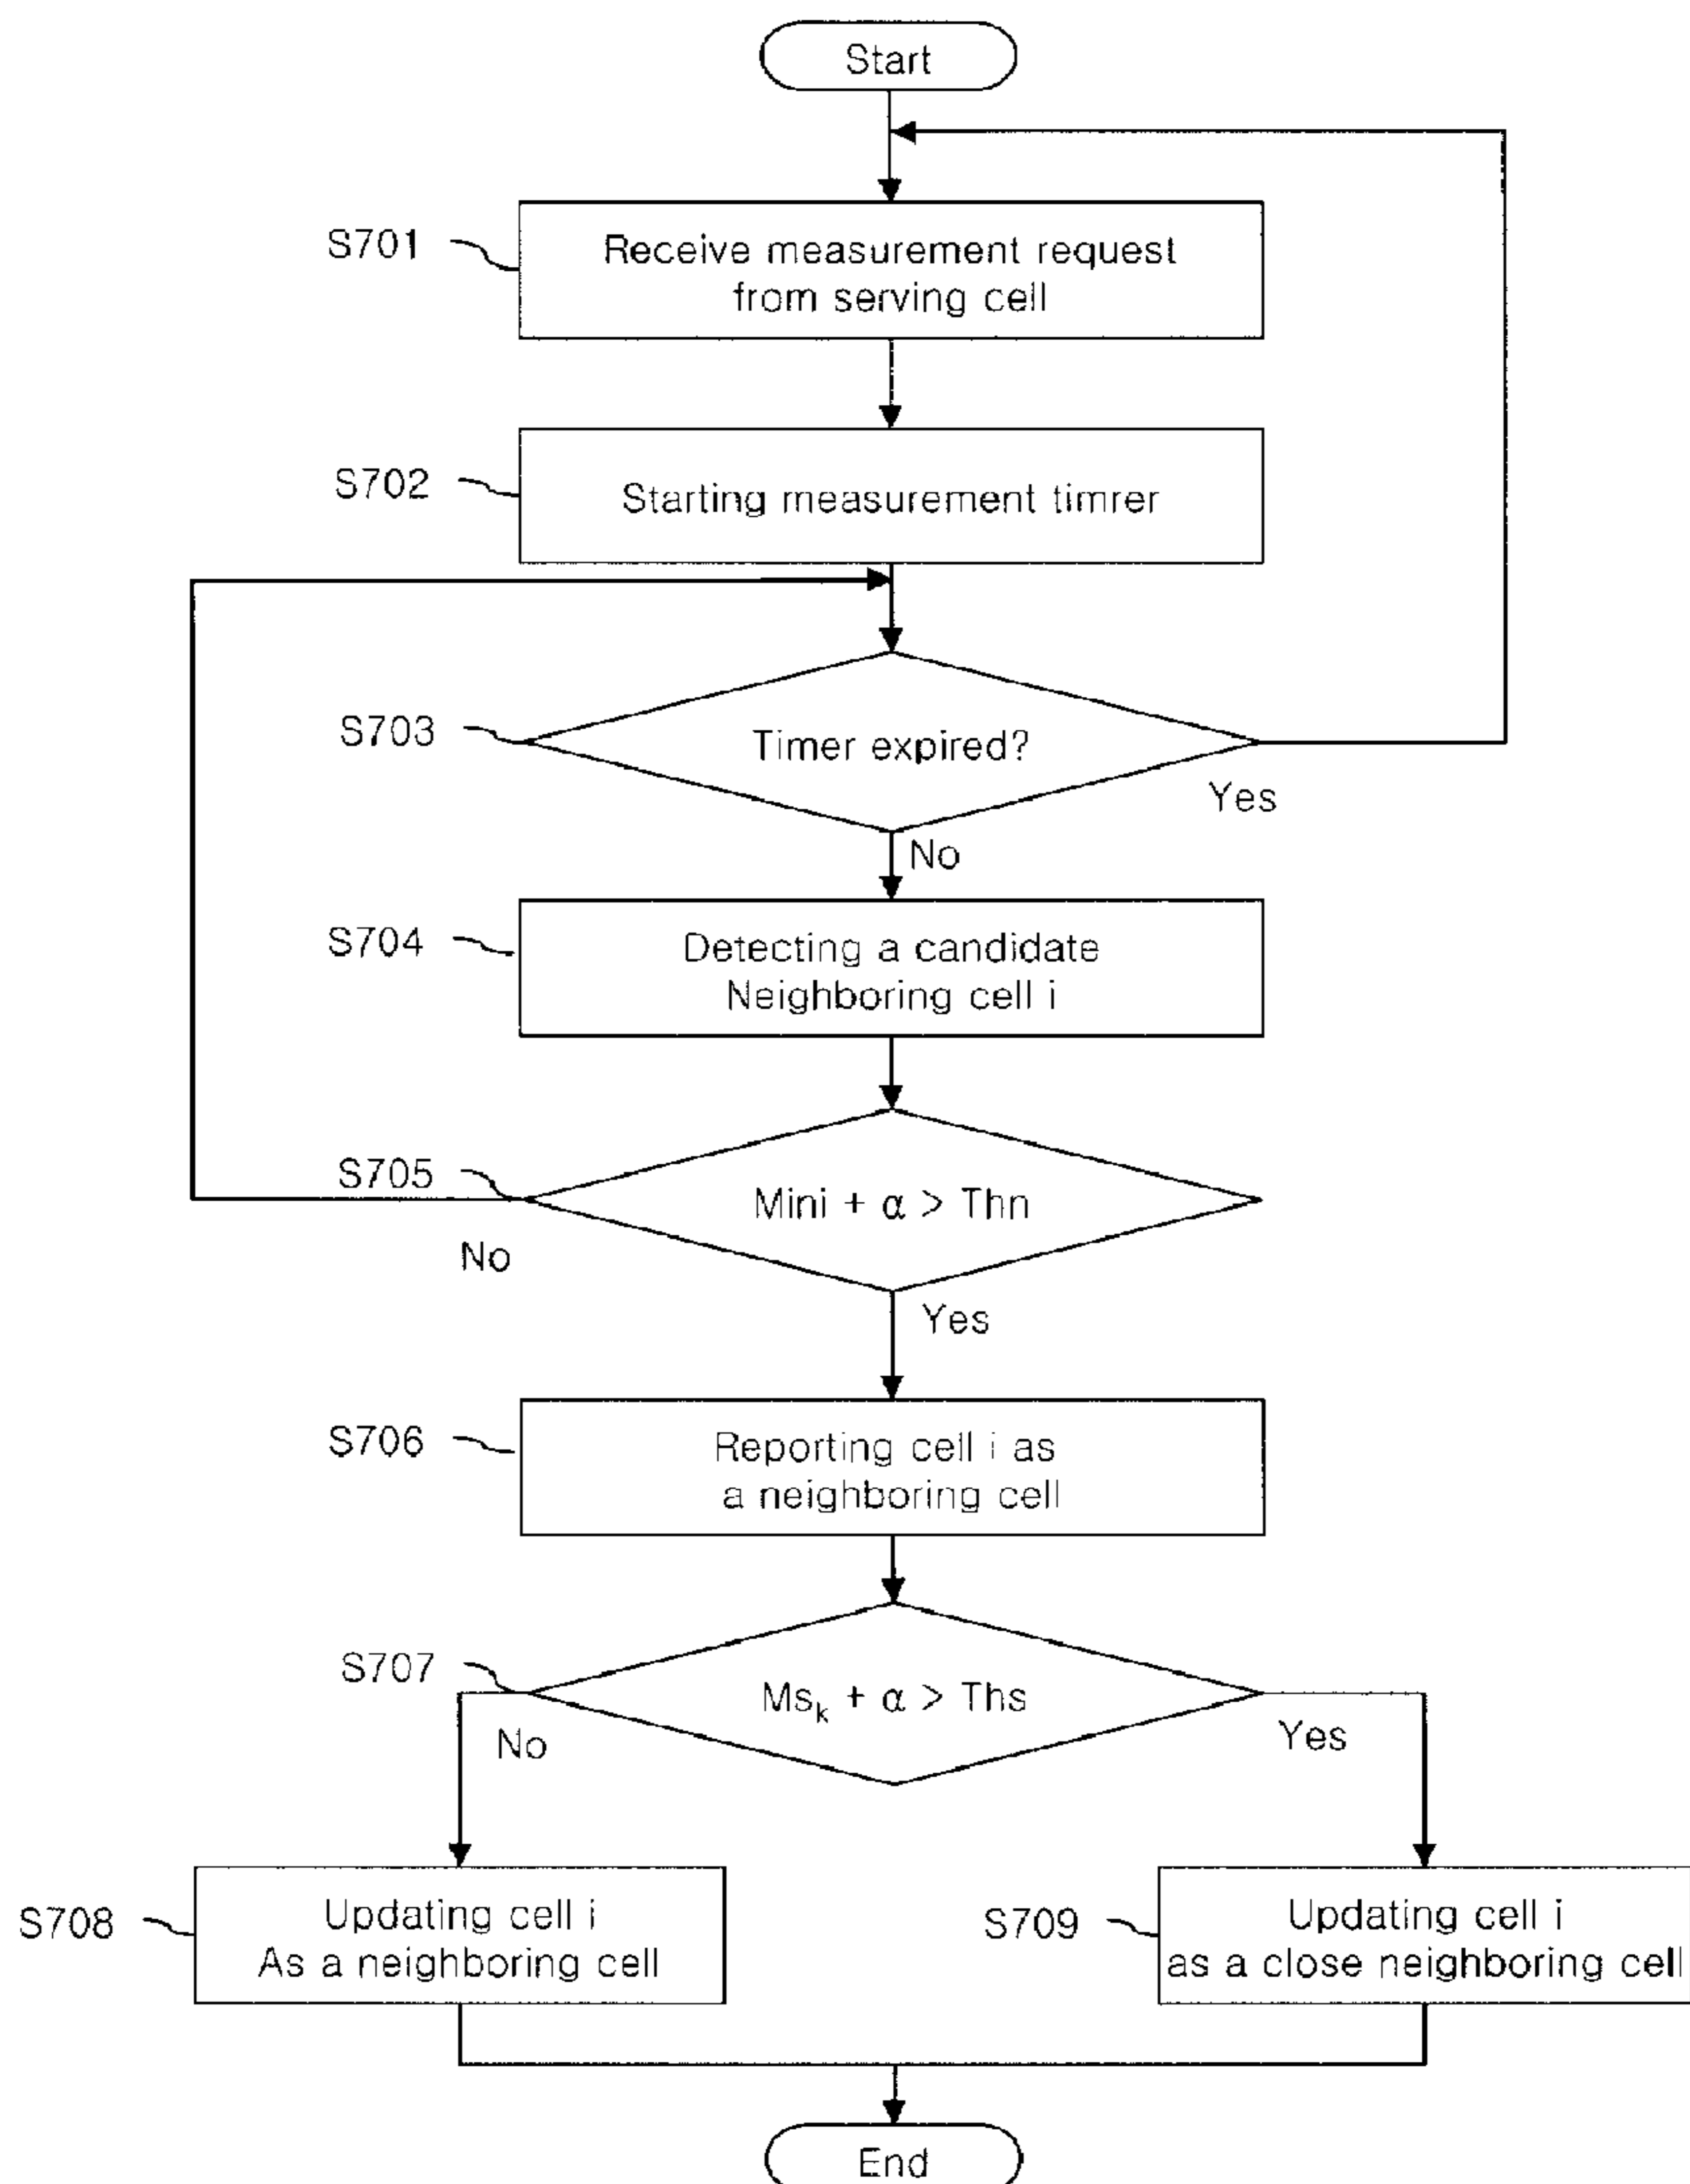 Start
S701
Receive measurement request
from serving cell
S702
Starting measurement timrer
S703
Timer expired?
Yes
No
S704
Detecting a candidate
Neighboring cell i
S705
Mini + α > Thn
No
Yes
S706
Reporting cell i as
a neighboring cell
S707
Msk + α > Ths
No
Yes
S708
Updating cell i
As a neighboring cell
S709
Updating cell i
as a close neighboring cell
End